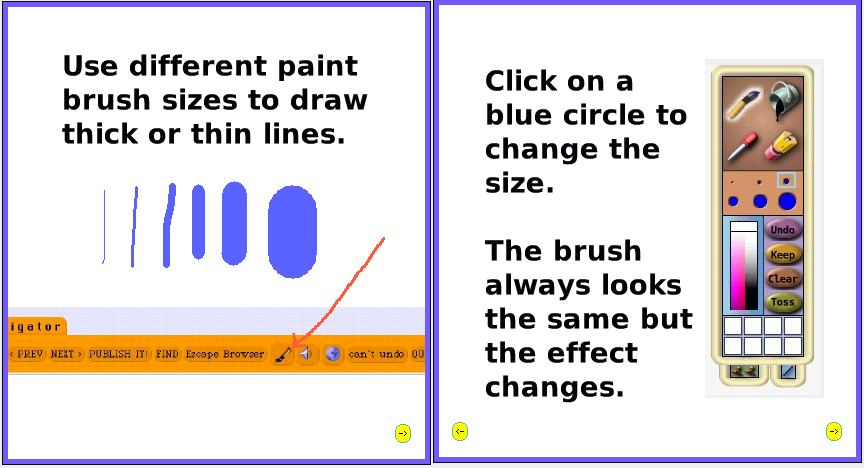 Use different paint
brush sizes to draw
thick or thin lines.
igator
< PREV NEXT > PUBLISH IT! FIND Escape Browser can't undo QU
->
Click on a
blue circle to
change the
size.
The brush
always looks
the same but
the effect
changes.
Undo
Keep
Clear
Toss
<-
->